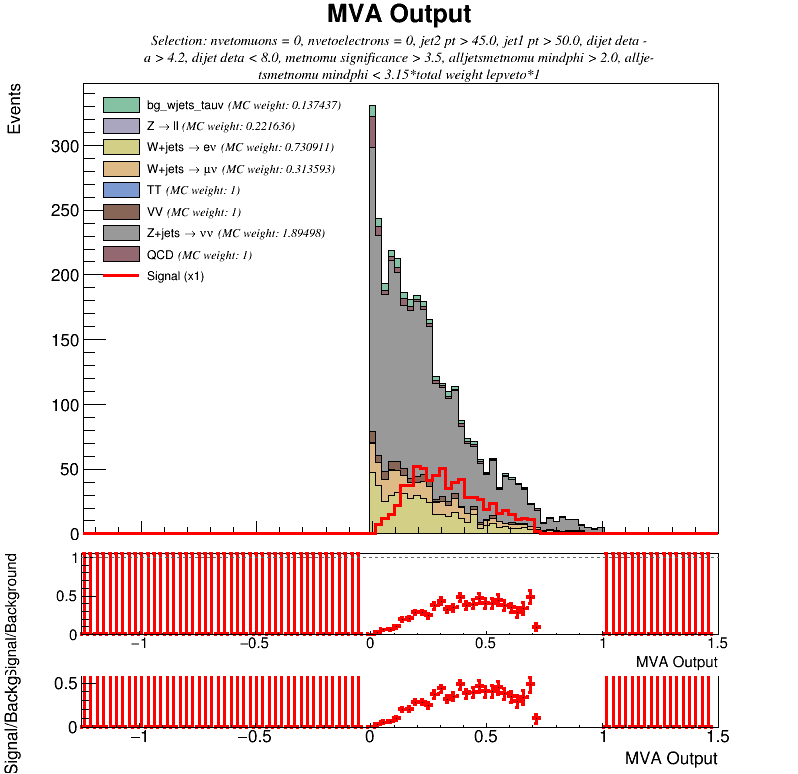 MVA Output
Selection: nvetomuons = 0, nvetoelectrons = 0, jet2 pt > 45.0, jet1 pt > 50.0, dijet deta -
a > 4.2, dijet deta < 8.0, metnomu significance > 3.5, alljetsmetnomu mindphi > 2.0, allje-
tsmetnomu mindphi < 3.15*total weight lepveto*1
Events
bg_wjets_tauv (MC weight: 0.137437)
Z → ll (MC weight: 0.221636)
W+jets → eν (MC weight: 0.730911)
W+jets → μν (MC weight: 0.313593)
TT (MC weight: 1)
VV (MC weight: 1)
Z+jets → νν (MC weight: 1.89498)
QCD (MC weight: 1)
Signal (x1)
300
250
200
150
100
50
0
Signal/Background
1
0.5
0
−1 −0.5 0 0.5 1 1.5
MVA Output
Signal/Backg
0.5
0
−1 −0.5 0 0.5 1 1.5
MVA Output